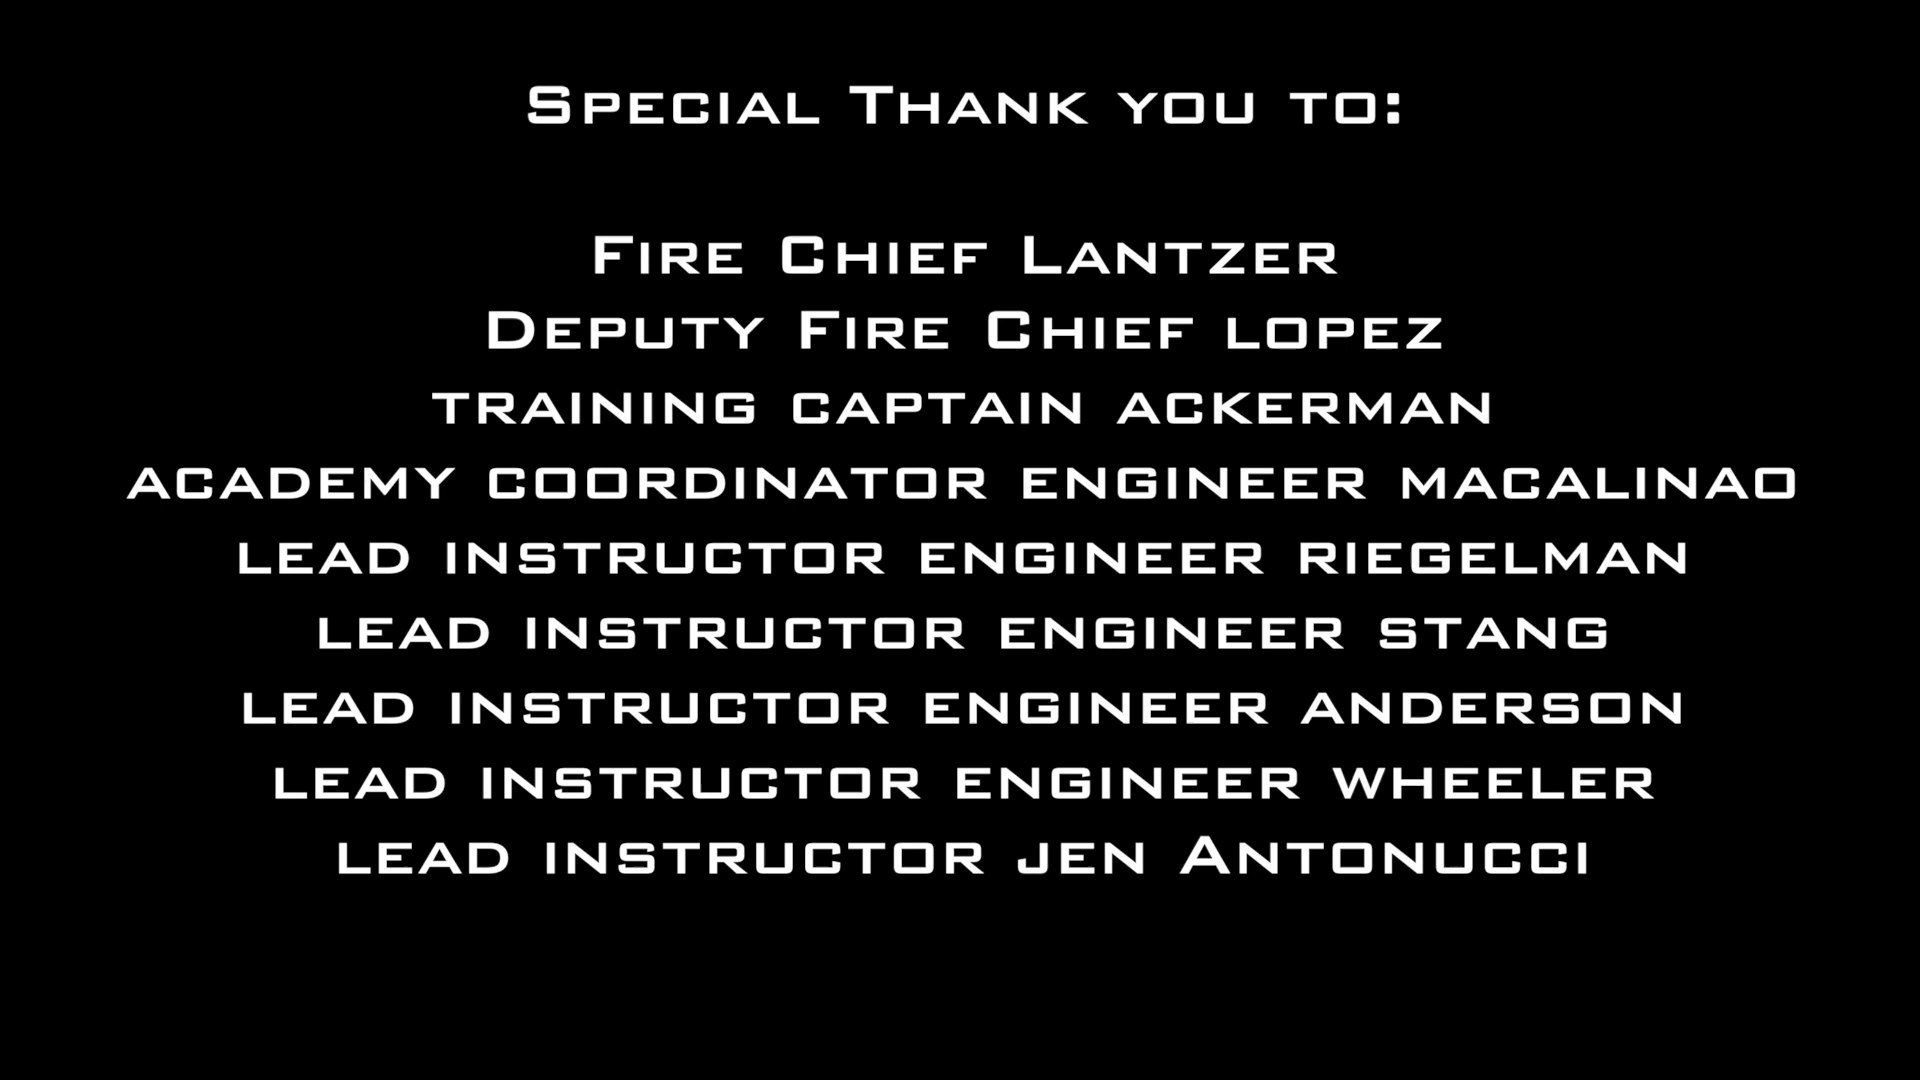 Special Thank you to:
Fire Chief Lantzer
Deputy Fire Chief lopez
training captain ackerman
academy coordinator engineer macalinao
lead instructor engineer riegelman
lead instructor engineer stang
lead instructor engineer anderson
lead instructor engineer wheeler
lead instructor jen Antonucci